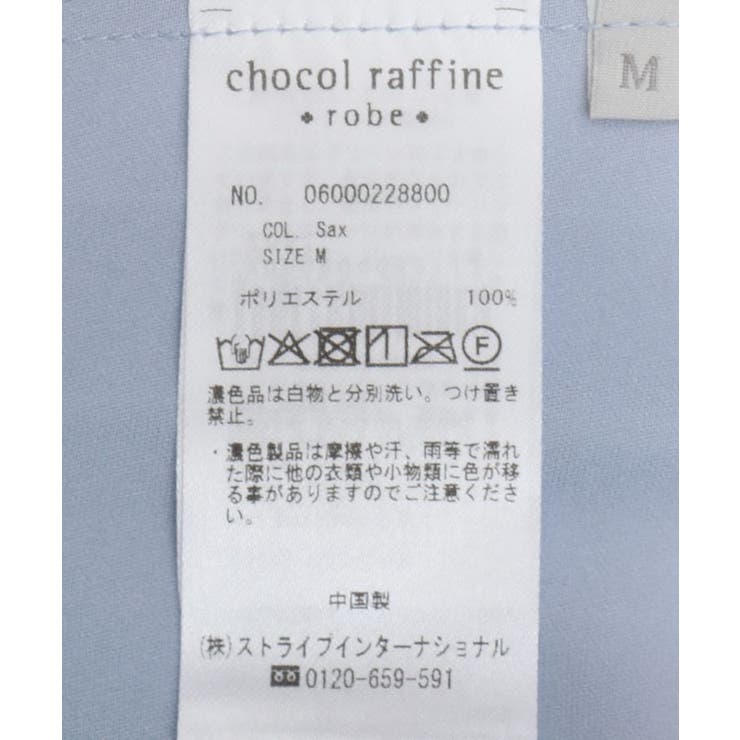 chocol raffine
robe
M
NO. 06000228800
COL. Sax
SIZE M
ポリエステル 100%
F
濃色品は白物と分別洗い。つけ置き
禁止。
・濃色製品は摩擦や汗、雨等で濡れ
た際に他の衣類や小物類に色が移
る事がありますのでご注意くださ
い。
中国製
(株)ストライプインターナショナル
0120-659-591